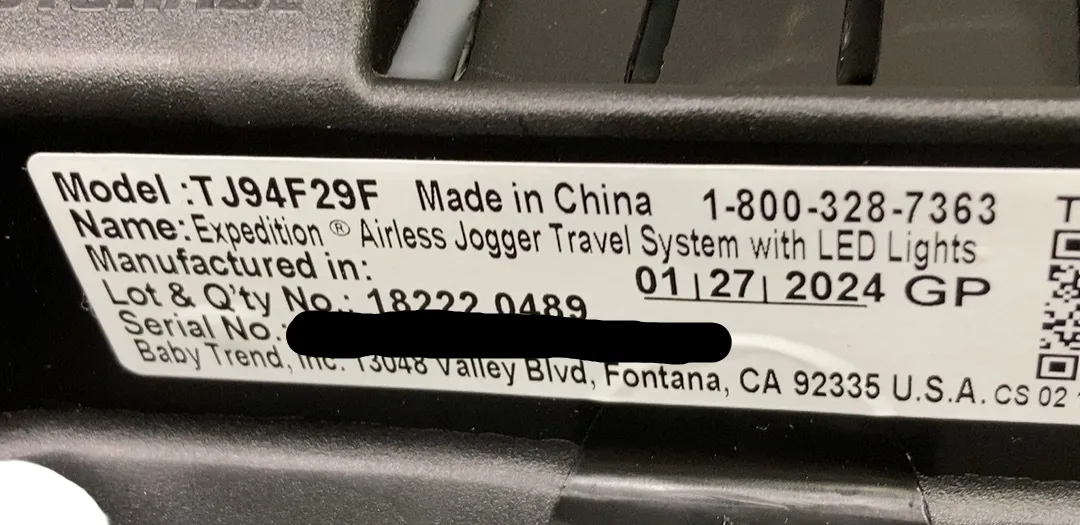 Model :TJ94F29F Made in China 1-800-328-7363
Name: Expedition ® Airless Jogger Travel System with LED Lights
Manufactured in: 01|27| 2024 GP
Lot & Q'ty No.: 18222 0489
Serial No.:
Baby Trend, Inc. 13048 Valley Blvd, Fontana, CA 92335 U.S.A. CS 02